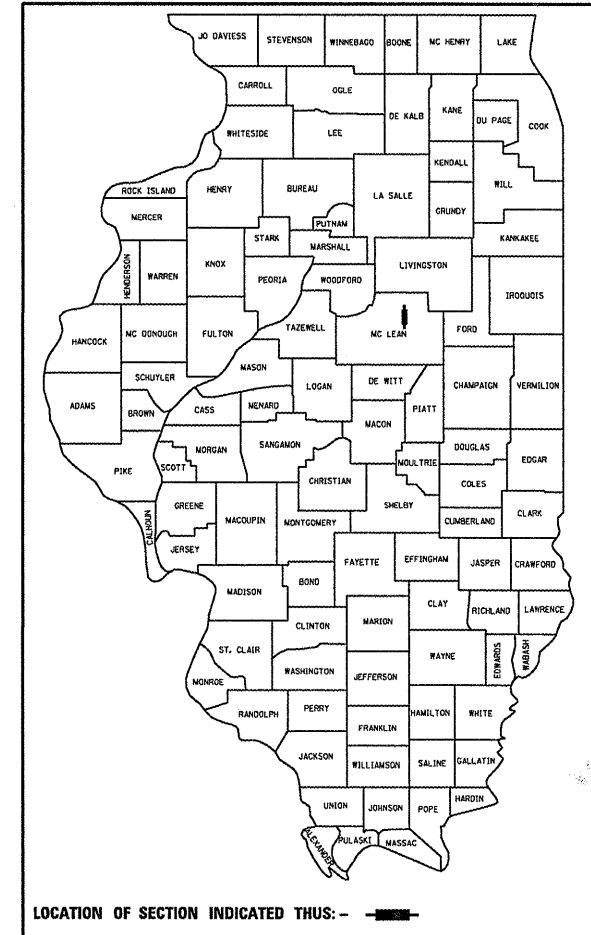 JO DAVIESS STEVENSON WINNEBAGO BOONE MC HENRY LAKE
CARROLL OGLE DE KALB KANE DU PAGE COOK
WHITESIDE LEE KENDALL WILL
ROCK ISLAND HENRY BUREAU LA SALLE GRUNDY
MERCER PUTNAM KANKAKEE
STARK MARSHALL
HENDERSON WARREN KNOX PEORIA WOODFORD LIVINGSTON IROQUOIS
HANCOCK MC DONOUGH FULTON TAZEWELL MC LEAN FORD
SCHUYLER MASON LOGAN DE WITT CHAMPAIGN VERMILION
ADAMS BROWN CASS MENARD MACON PIATT
PIKE SCOTT MORGAN SANGAMON MOULTRIE DOUGLAS EDGAR
CHRISTIAN COLES
CALHOUN GREENE MACOUPIN MONTGOMERY SHELBY CUMBERLAND CLARK
JERSEY FAYETTE EFFINGHAM JASPER CRAWFORD
MADISON BOND CLAY RICHLAND LAWRENCE
CLINTON MARION
ST. CLAIR WASHINGTON JEFFERSON WAYNE EDWARDS WABASH
MONROE
RANDOLPH PERRY FRANKLIN HAMILTON WHITE
JACKSON WILLIAMSON SALINE GALLATIN
UNION JOHNSON POPE HARDIN
ALEXANDER PULASKI MASSAC
LOCATION OF SECTION INDICATED THUS: -